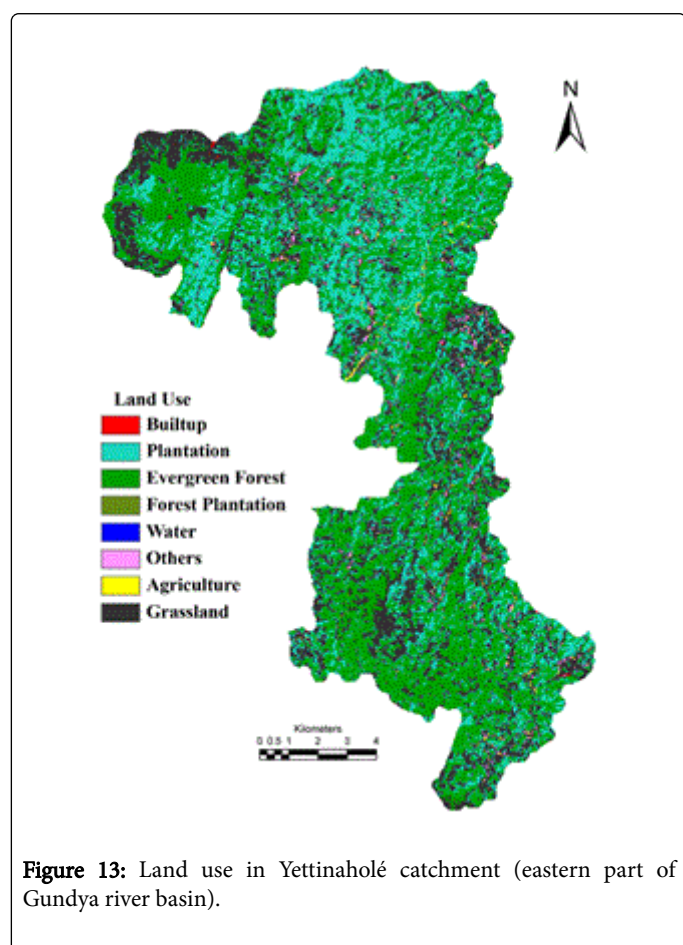 N
Land Use
Builtup
Plantation
Evergreen Forest
Forest Plantation
Water
Others
Agriculture
Grassland
Kilometers
0 0.5 1 2 3 4
Figure 13: Land use in Yettinaholé catchment (eastern part of
Gundya river basin).